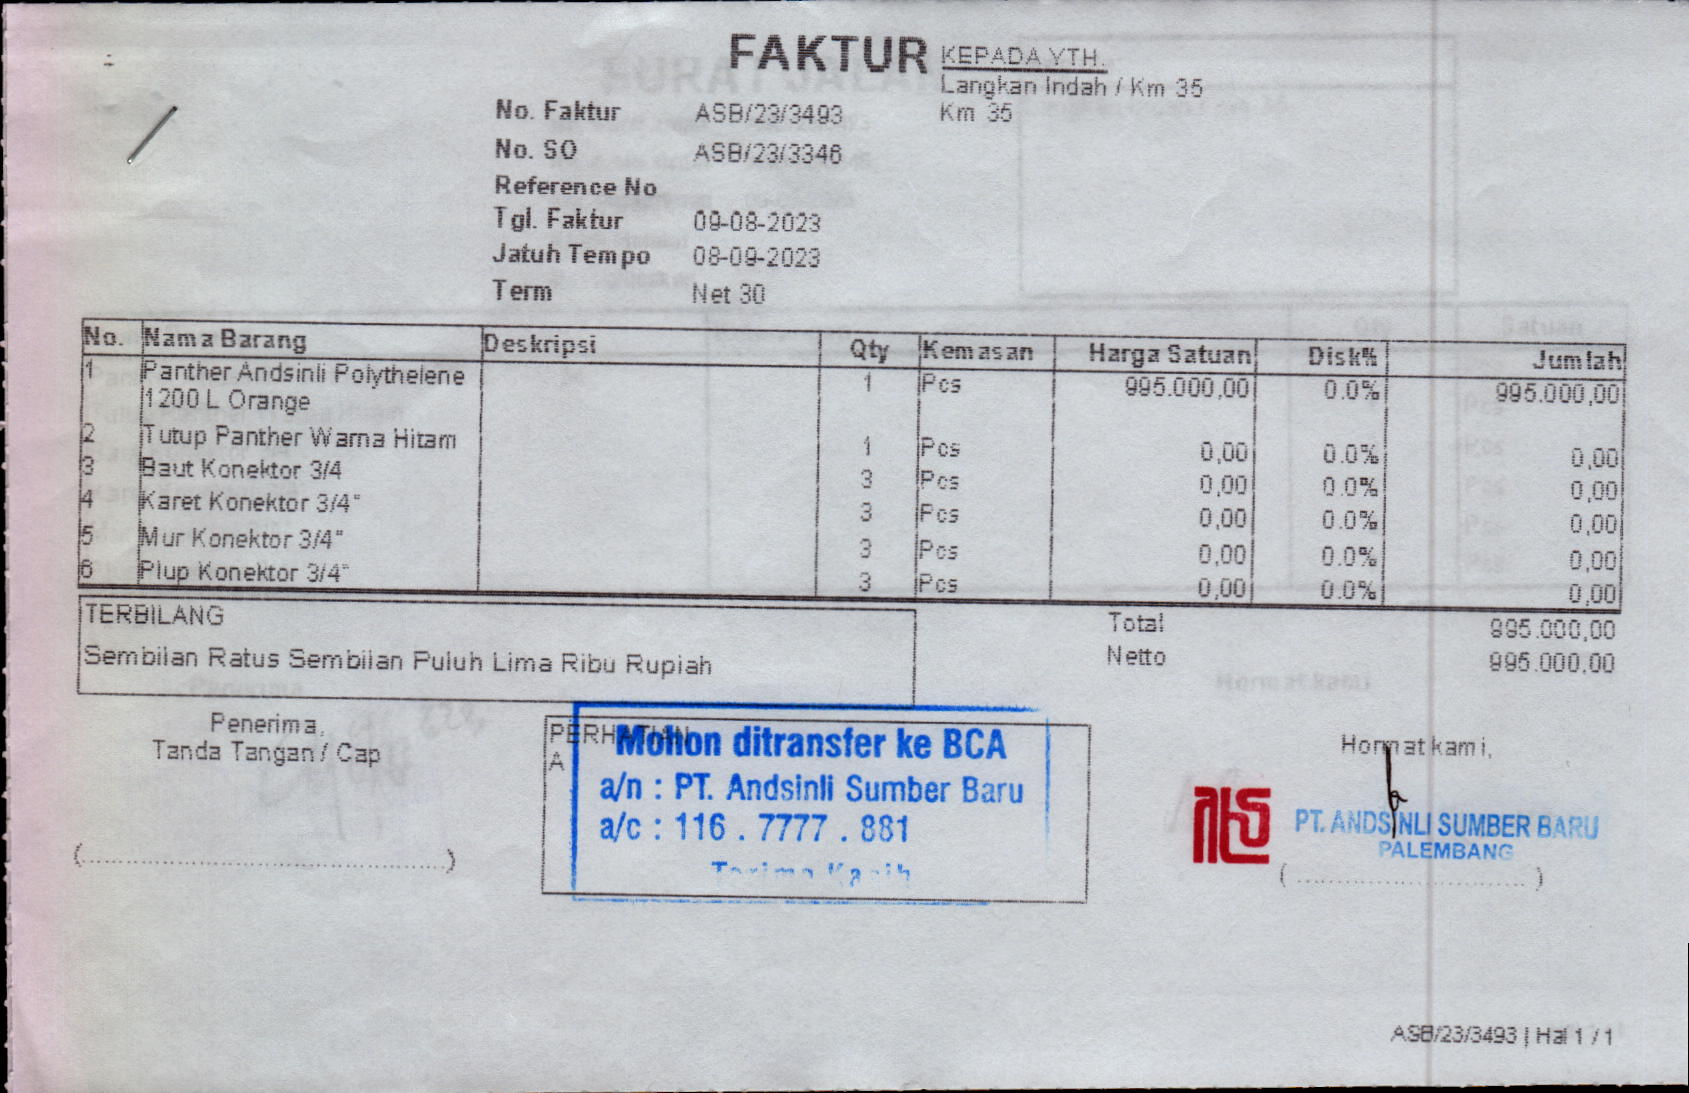 FAKTUR
KEPADA YTH.
Langkan Indah / Km 35
Km 35
No. Faktur ASB/23/3493
No. SO ASB/23/3346
Reference No
Tgl. Faktur 09-08-2023
Jatuh Tempo 08-09-2023
Term Net 30
No. Nama Barang Deskripsi Qty Kemasan Harga Satuan Disk% Jumlah
1 Panther Andsinli Polythelene 1 Pcs 995.000,00 0.0% 995.000,00
1200 L Orange
2 Tutup Panther Warna Hitam 1 Pcs 0,00 0.0% 0,00
3 Baut Konektor 3/4 3 Pcs 0,00 0.0% 0,00
4 Karet Konektor 3/4" 3 Pcs 0,00 0.0% 0,00
5 Mur Konektor 3/4" 3 Pcs 0,00 0.0% 0,00
6 Plup Konektor 3/4" 3 Pcs 0,00 0.0% 0,00
TERBILANG
Sembilan Ratus Sembilan Puluh Lima Ribu Rupiah
Total 995.000,00
Netto 995.000,00
Penerima,
Tanda Tangan / Cap
(........................................................)
PERHATIAN
A
Mohon ditransfer ke BCA
a/n : PT. Andsinli Sumber Baru
a/c : 116 . 7777 . 881
Terima Kasih
Hormat kami,
PT. ANDSINLI SUMBER BARU
PALEMBANG
(....................................)
ASB/23/3493 | Hal 1 / 1